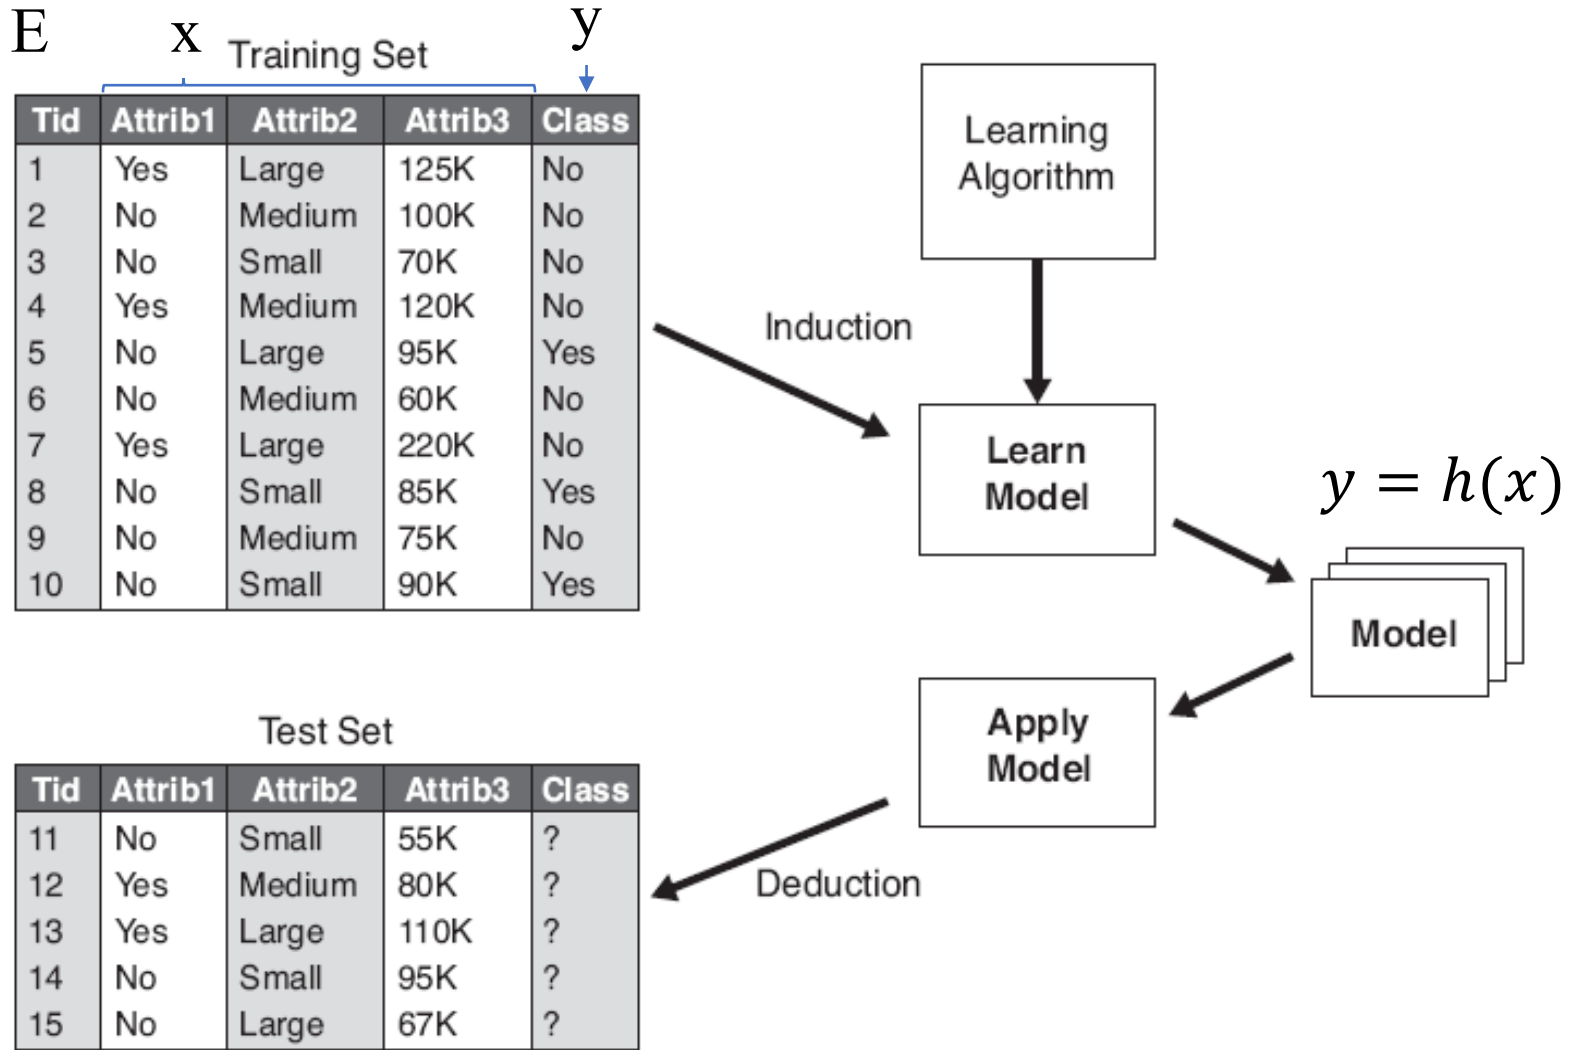 E
x
y
Training Set
Tid Attrib1 Attrib2 Attrib3 Class
1 Yes Large 125K No
2 No Medium 100K No
3 No Small 70K No
4 Yes Medium 120K No
5 No Large 95K Yes
6 No Medium 60K No
7 Yes Large 220K No
8 No Small 85K Yes
9 No Medium 75K No
10 No Small 90K Yes
Learning
Algorithm
Induction
Learn
Model
y = h(x)
Model
Apply
Model
Deduction
Test Set
Tid Attrib1 Attrib2 Attrib3 Class
11 No Small 55K ?
12 Yes Medium 80K ?
13 Yes Large 110K ?
14 No Small 95K ?
15 No Large 67K ?